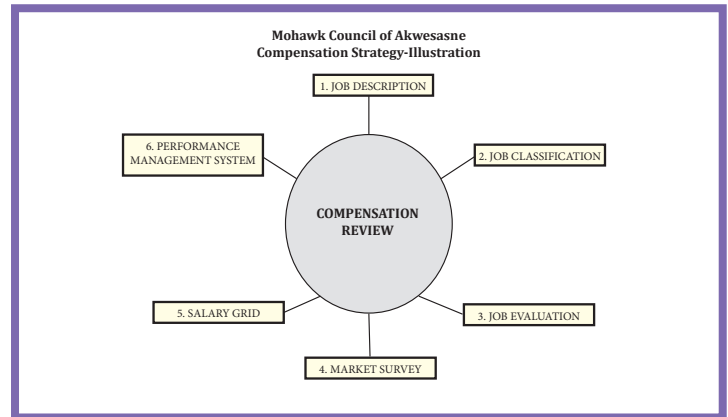 Mohawk Council of Akwesasne
Compensation Strategy-Illustration
1. JOB DESCRIPTION
2. JOB CLASSIFICATION
3. JOB EVALUATION
4. MARKET SURVEY
5. SALARY GRID
6. PERFORMANCE
MANAGEMENT SYSTEM
COMPENSATION
REVIEW